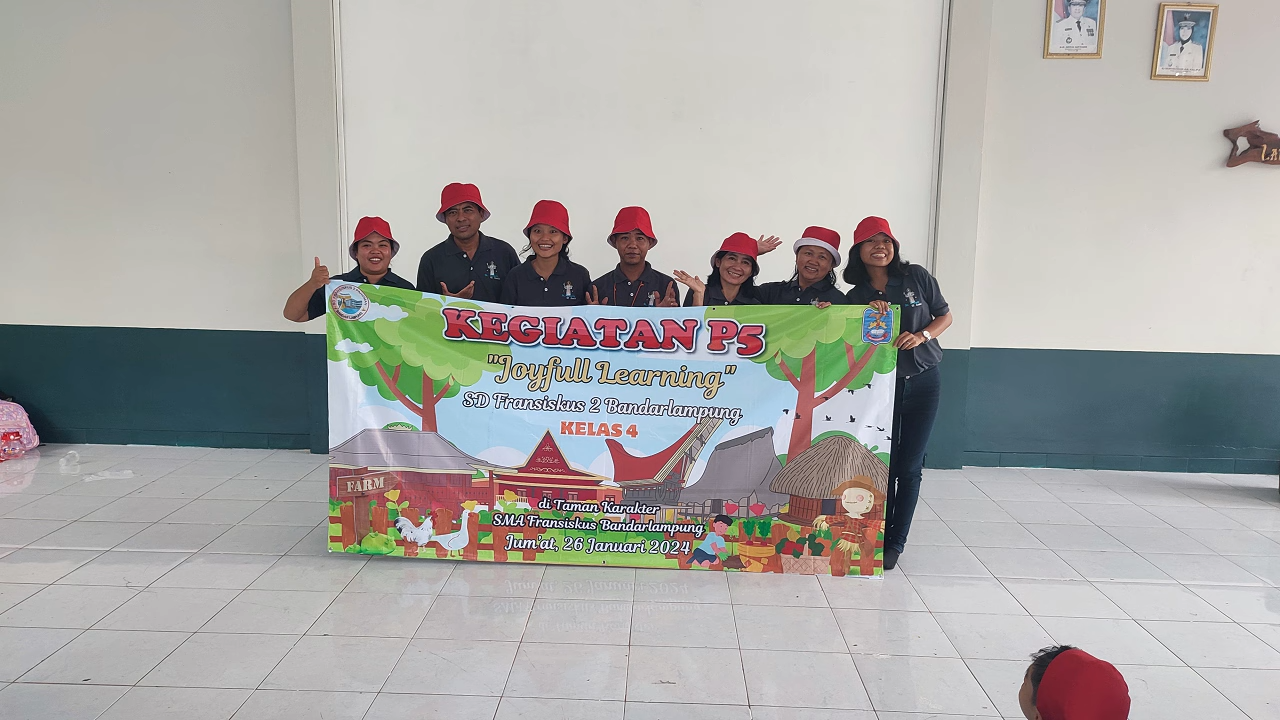 KEGIATAN P5
"Joyfull Learning"
SD Fransiskus 2 Bandarlampung
KELAS 4
FARM
di Taman Karakter
SMA Fransiskus Bandarlampung
Jum'at, 26 Januari 2024